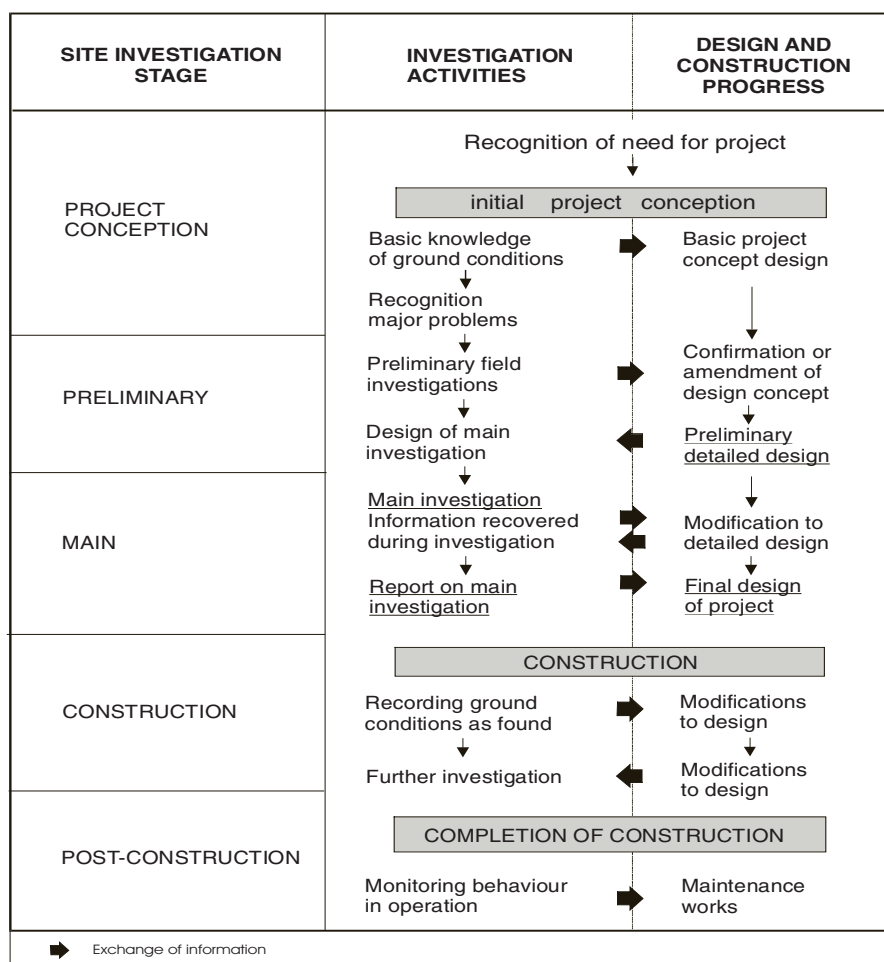 SITE INVESTIGATION
STAGE
INVESTIGATION
ACTIVITIES
DESIGN AND
CONSTRUCTION
PROGRESS
Recognition of need for project
PROJECT
CONCEPTION
initial project conception
Basic knowledge
of ground conditions
Basic project
concept design
Recognition
major problems
PRELIMINARY
Preliminary field
investigations
Confirmation or
amendment of
design concept
Design of main
investigation
Preliminary
detailed design
MAIN
Main investigation
Information recovered
during investigation
Modification to
detailed design
Report on main
investigation
Final design
of project
CONSTRUCTION
CONSTRUCTION
Recording ground
conditions as found
Modifications
to design
Further investigation
Modifications
to design
POST-CONSTRUCTION
COMPLETION OF CONSTRUCTION
Monitoring behaviour
in operation
Maintenance
works
Exchange of information